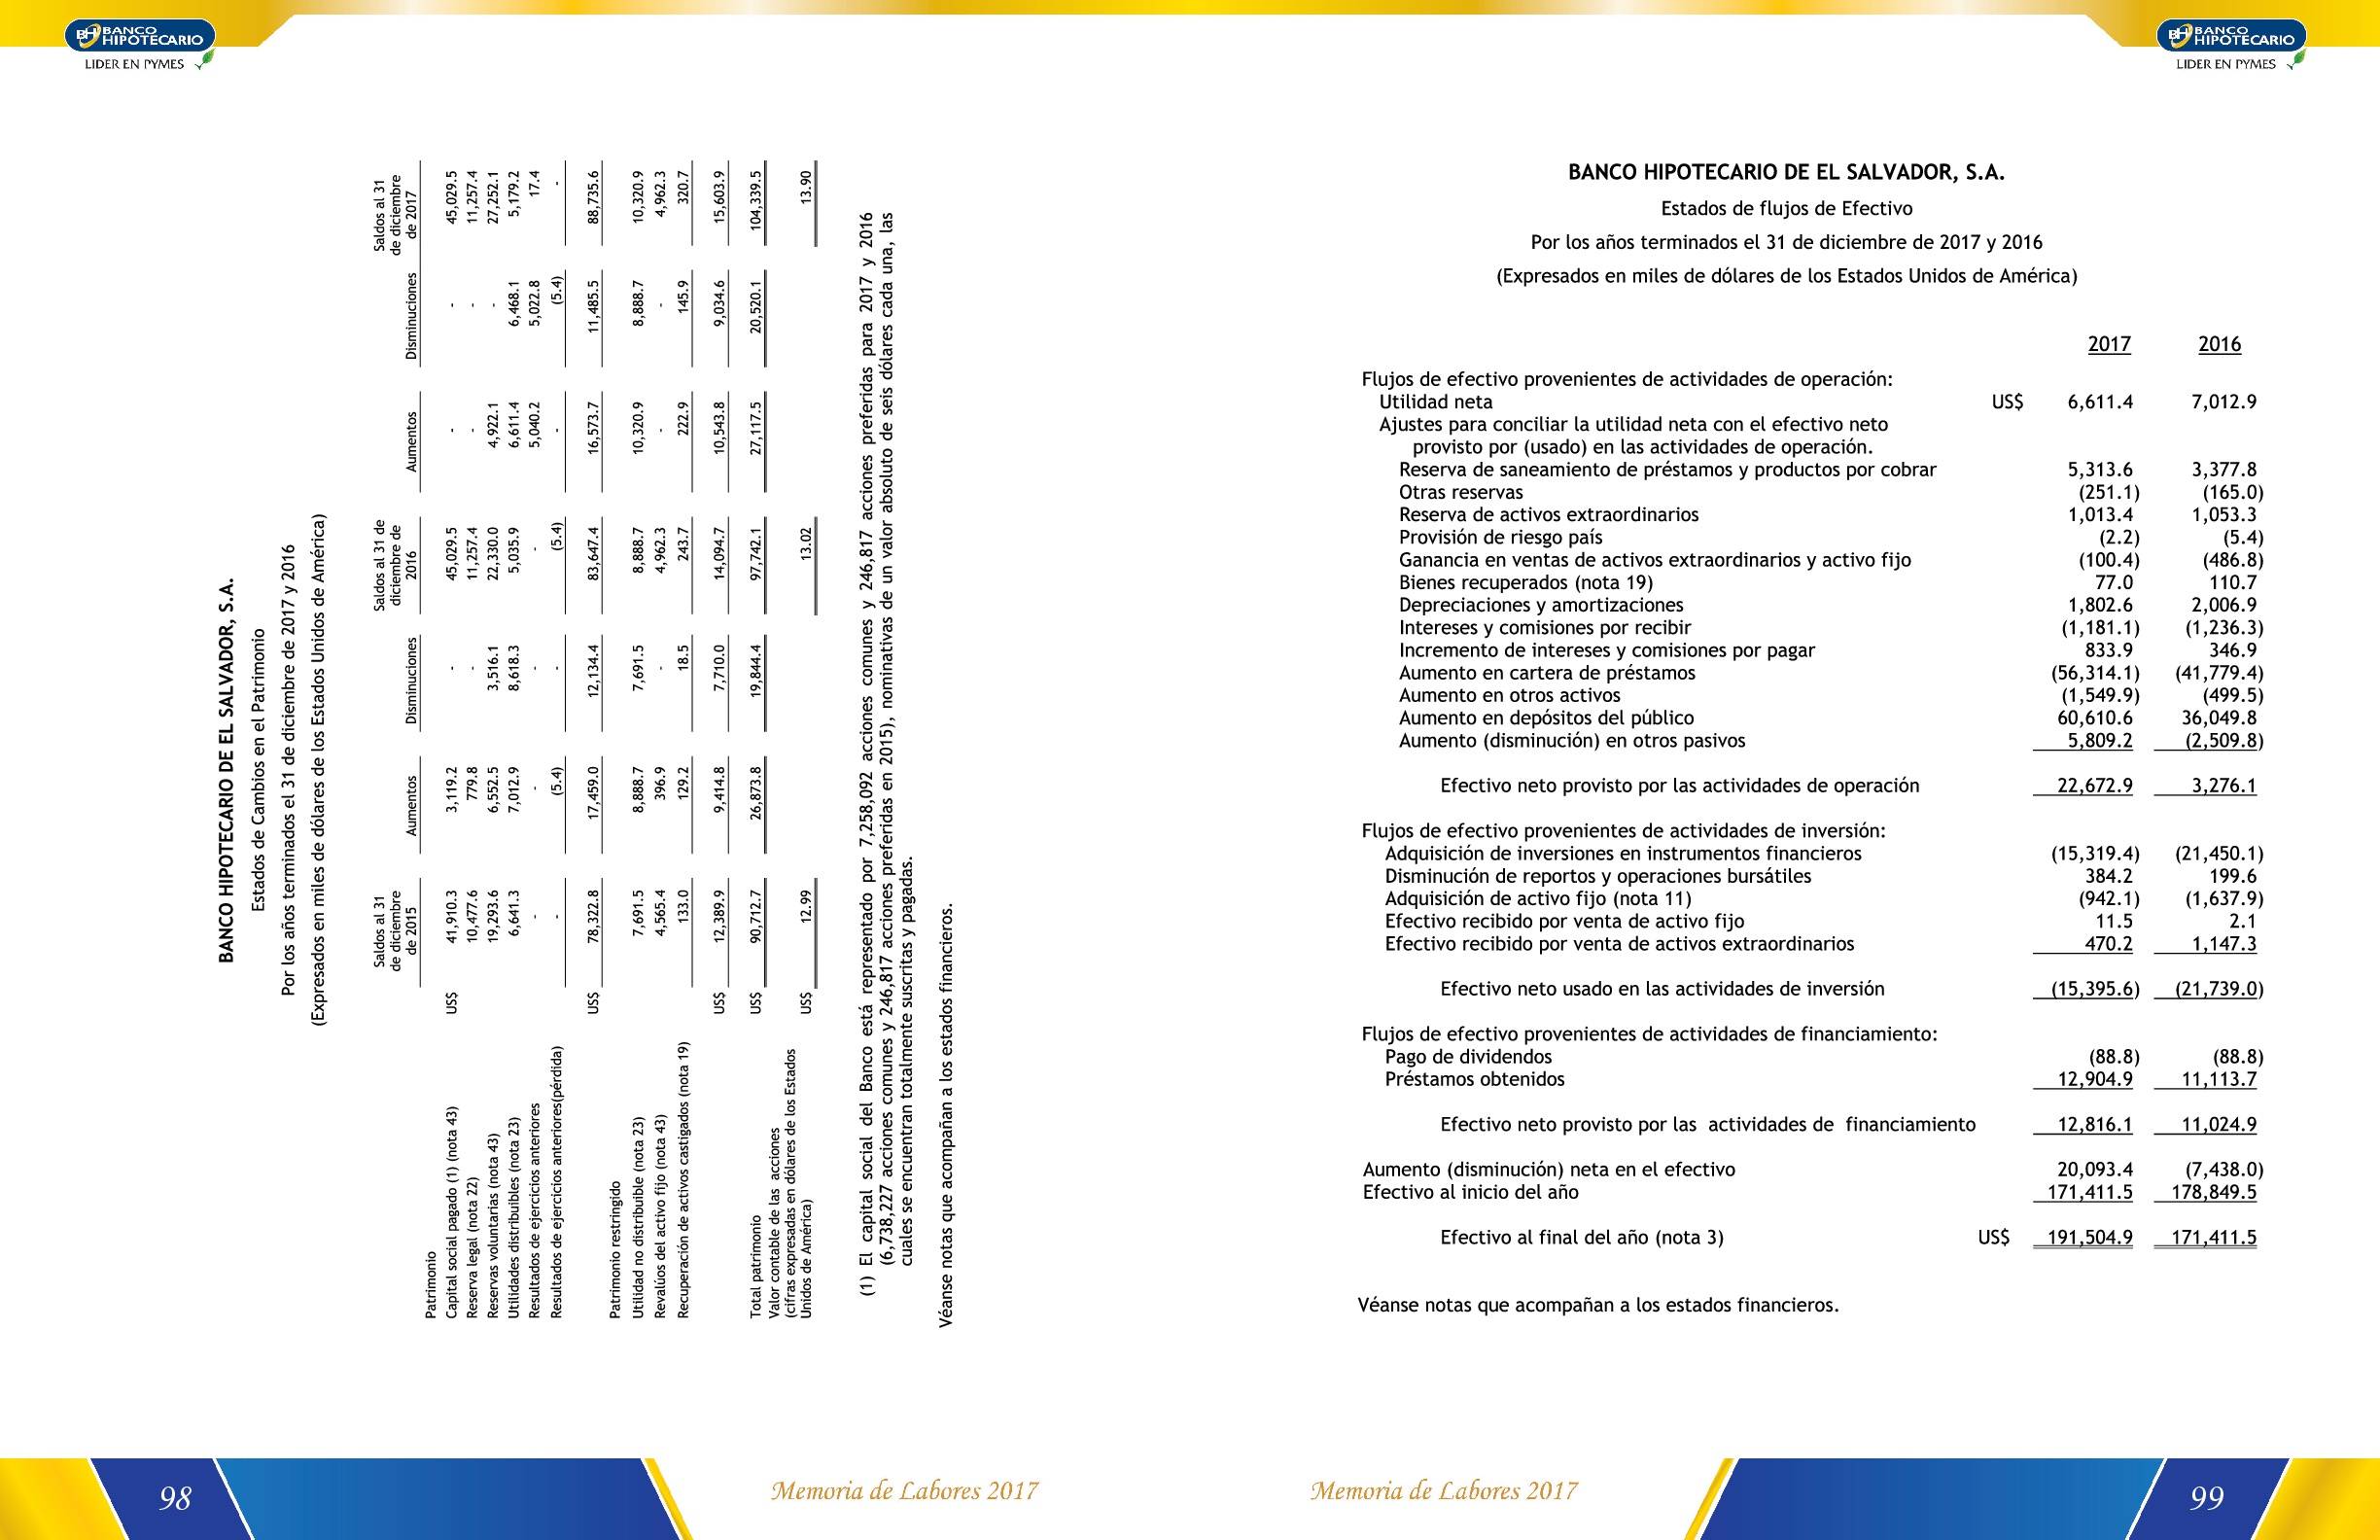 BH BANCO
HIPOTECARIO
LIDER EN PYMES
BANCO HIPOTECARIO DE EL SALVADOR, S.A.
Estados de Cambios en el Patrimonio
Por los años terminados el 31 de diciembre de 2017 y 2016
(Expresados en miles de dólares de los Estados Unidos de América)
Saldos al 31 de diciembre de 2015 Aumentos Disminuciones Saldos al 31 de diciembre de 2016 Aumentos Disminuciones Saldos al 31 de diciembre de 2017
Patrimonio
Capital social pagado (1) (nota 43) US$ 41,910.3 3,119.2 - 45,029.5 - - 45,029.5
Reserva legal (nota 22) 10,477.6 779.8 - 11,257.4 - - 11,257.4
Reservas voluntarias (nota 43) 19,293.6 6,552.5 3,516.1 22,330.0 4,922.1 - 27,252.1
Utilidades distribuibles (nota 23) 6,641.3 7,012.9 8,618.3 5,035.9 6,611.4 6,468.1 5,179.2
Resultados de ejercicios anteriores - - - - 5,040.2 5,022.8 17.4
Resultados de ejercicios anteriores(pérdida) - (5.4) - (5.4) - (5.4) -
US$ 78,322.8 17,459.0 12,134.4 83,647.4 16,573.7 11,485.5 88,735.6
Patrimonio restringido
Utilidad no distribuible (nota 23) 7,691.5 8,888.7 7,691.5 8,888.7 10,320.9 8,888.7 10,320.9
Revalúos del activo fijo (nota 43) 4,565.4 396.9 - 4,962.3 - - 4,962.3
Recuperación de activos castigados (nota 19) 133.0 129.2 18.5 243.7 222.9 145.9 320.7
US$ 12,389.9 9,414.8 7,710.0 14,094.7 10,543.8 9,034.6 15,603.9
Total patrimonio US$ 90,712.7 26,873.8 19,844.4 97,742.1 27,117.5 20,520.1 104,339.5
Valor contable de las acciones
(cifras expresadas en dólares de los Estados
Unidos de América) US$ 12.99 13.02 13.90
(1) El capital social del Banco está representado por 7,258,092 acciones comunes y 246,817 acciones preferidas para 2017 y 2016
(6,738,227 acciones comunes y 246,817 acciones preferidas en 2015), nominativas de un valor absoluto de seis dólares cada una, las
cuales se encuentran totalmente suscritas y pagadas.
Véanse notas que acompañan a los estados financieros.
98
Memoria de Labores 2017
BH BANCO
HIPOTECARIO
LIDER EN PYMES
BANCO HIPOTECARIO DE EL SALVADOR, S.A.
Estados de flujos de Efectivo
Por los años terminados el 31 de diciembre de 2017 y 2016
(Expresados en miles de dólares de los Estados Unidos de América)
2017 2016
Flujos de efectivo provenientes de actividades de operación:
Utilidad neta US$ 6,611.4 7,012.9
Ajustes para conciliar la utilidad neta con el efectivo neto
provisto por (usado) en las actividades de operación.
Reserva de saneamiento de préstamos y productos por cobrar 5,313.6 3,377.8
Otras reservas (251.1) (165.0)
Reserva de activos extraordinarios 1,013.4 1,053.3
Provisión de riesgo país (2.2) (5.4)
Ganancia en ventas de activos extraordinarios y activo fijo (100.4) (486.8)
Bienes recuperados (nota 19) 77.0 110.7
Depreciaciones y amortizaciones 1,802.6 2,006.9
Intereses y comisiones por recibir (1,181.1) (1,236.3)
Incremento de intereses y comisiones por pagar 833.9 346.9
Aumento en cartera de préstamos (56,314.1) (41,779.4)
Aumento en otros activos (1,549.9) (499.5)
Aumento en depósitos del público 60,610.6 36,049.8
Aumento (disminución) en otros pasivos 5,809.2 (2,509.8)
Efectivo neto provisto por las actividades de operación 22,672.9 3,276.1
Flujos de efectivo provenientes de actividades de inversión:
Adquisición de inversiones en instrumentos financieros (15,319.4) (21,450.1)
Disminución de reportos y operaciones bursátiles 384.2 199.6
Adquisición de activo fijo (nota 11) (942.1) (1,637.9)
Efectivo recibido por venta de activo fijo 11.5 2.1
Efectivo recibido por venta de activos extraordinarios 470.2 1,147.3
Efectivo neto usado en las actividades de inversión (15,395.6) (21,739.0)
Flujos de efectivo provenientes de actividades de financiamiento:
Pago de dividendos (88.8) (88.8)
Préstamos obtenidos 12,904.9 11,113.7
Efectivo neto provisto por las actividades de financiamiento 12,816.1 11,024.9
Aumento (disminución) neta en el efectivo 20,093.4 (7,438.0)
Efectivo al inicio del año 171,411.5 178,849.5
Efectivo al final del año (nota 3) US$ 191,504.9 171,411.5
Véanse notas que acompañan a los estados financieros.
Memoria de Labores 2017
99